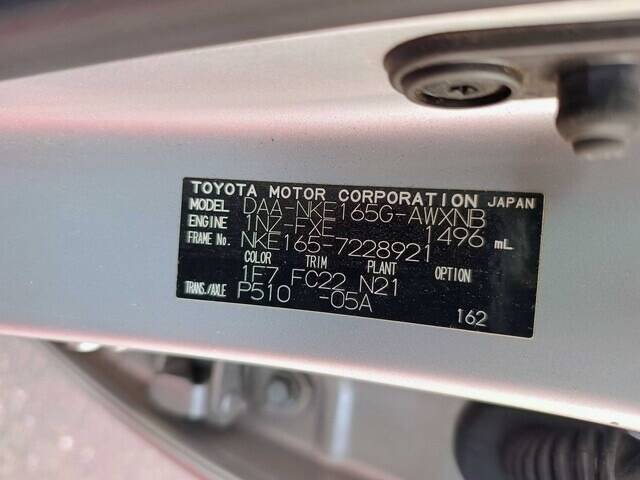 TOYOTA MOTOR CORPORATION JAPAN
MODEL DAA-NKE165G-AWXNB
ENGINE 1NZ-FXE 1496 mL
FRAME No. NKE165-7228921
COLOR TRIM PLANT OPTION
1F7 FC22 N21
TRANS./AXLE P510 -05A
162